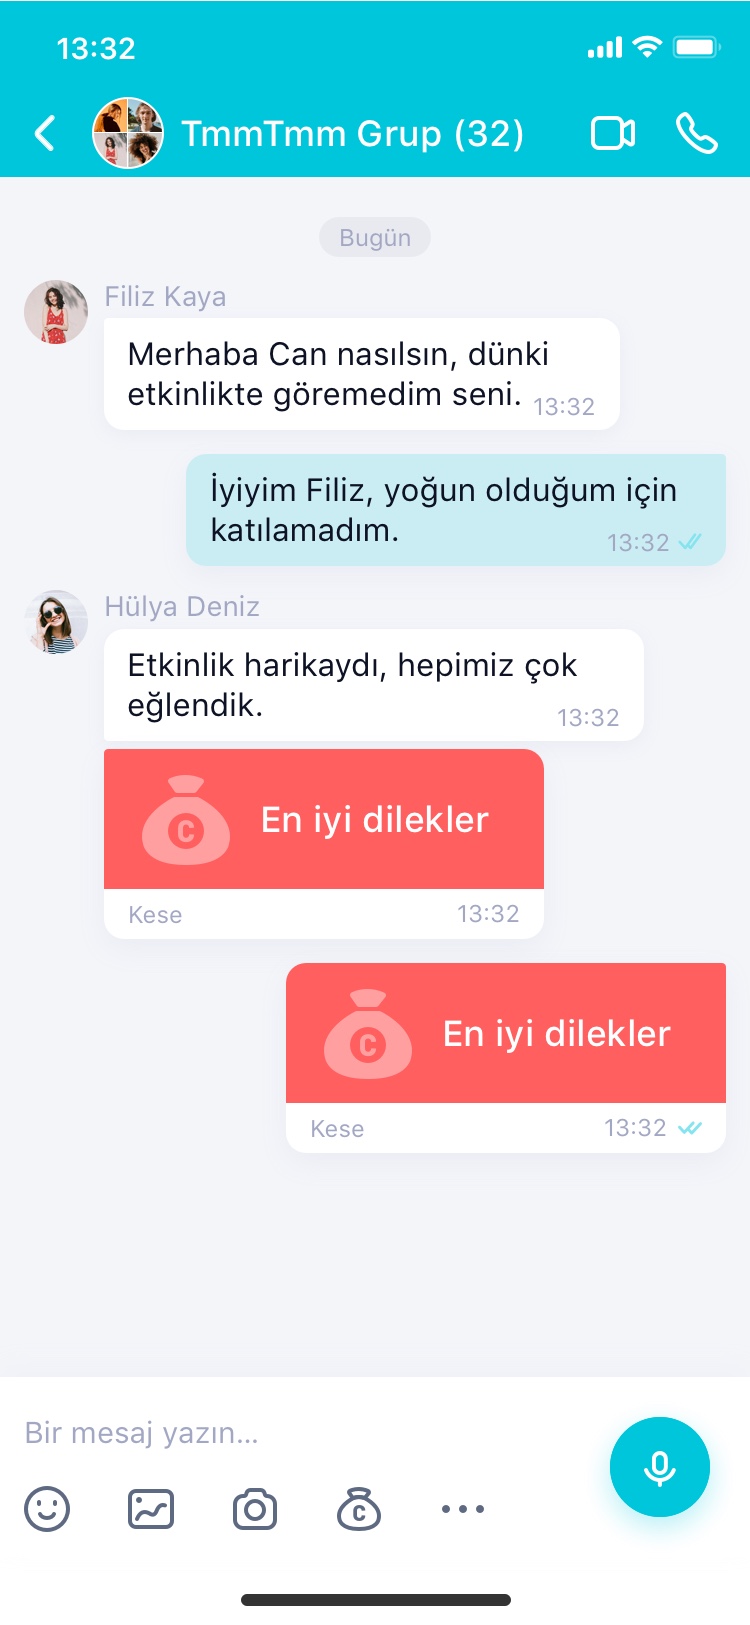 13:32
TmmTmm Grup (32)
Bugün
Filiz Kaya
Merhaba Can nasılsın, dünki
etkinlikte göremedim seni. 13:32
İyiyim Filiz, yoğun olduğum için
katılamadım. 13:32
Hülya Deniz
Etkinlik harikaydı, hepimiz çok
eğlendik. 13:32
C En iyi dilekler
Kese 13:32
C En iyi dilekler
Kese 13:32
Bir mesaj yazın...
C